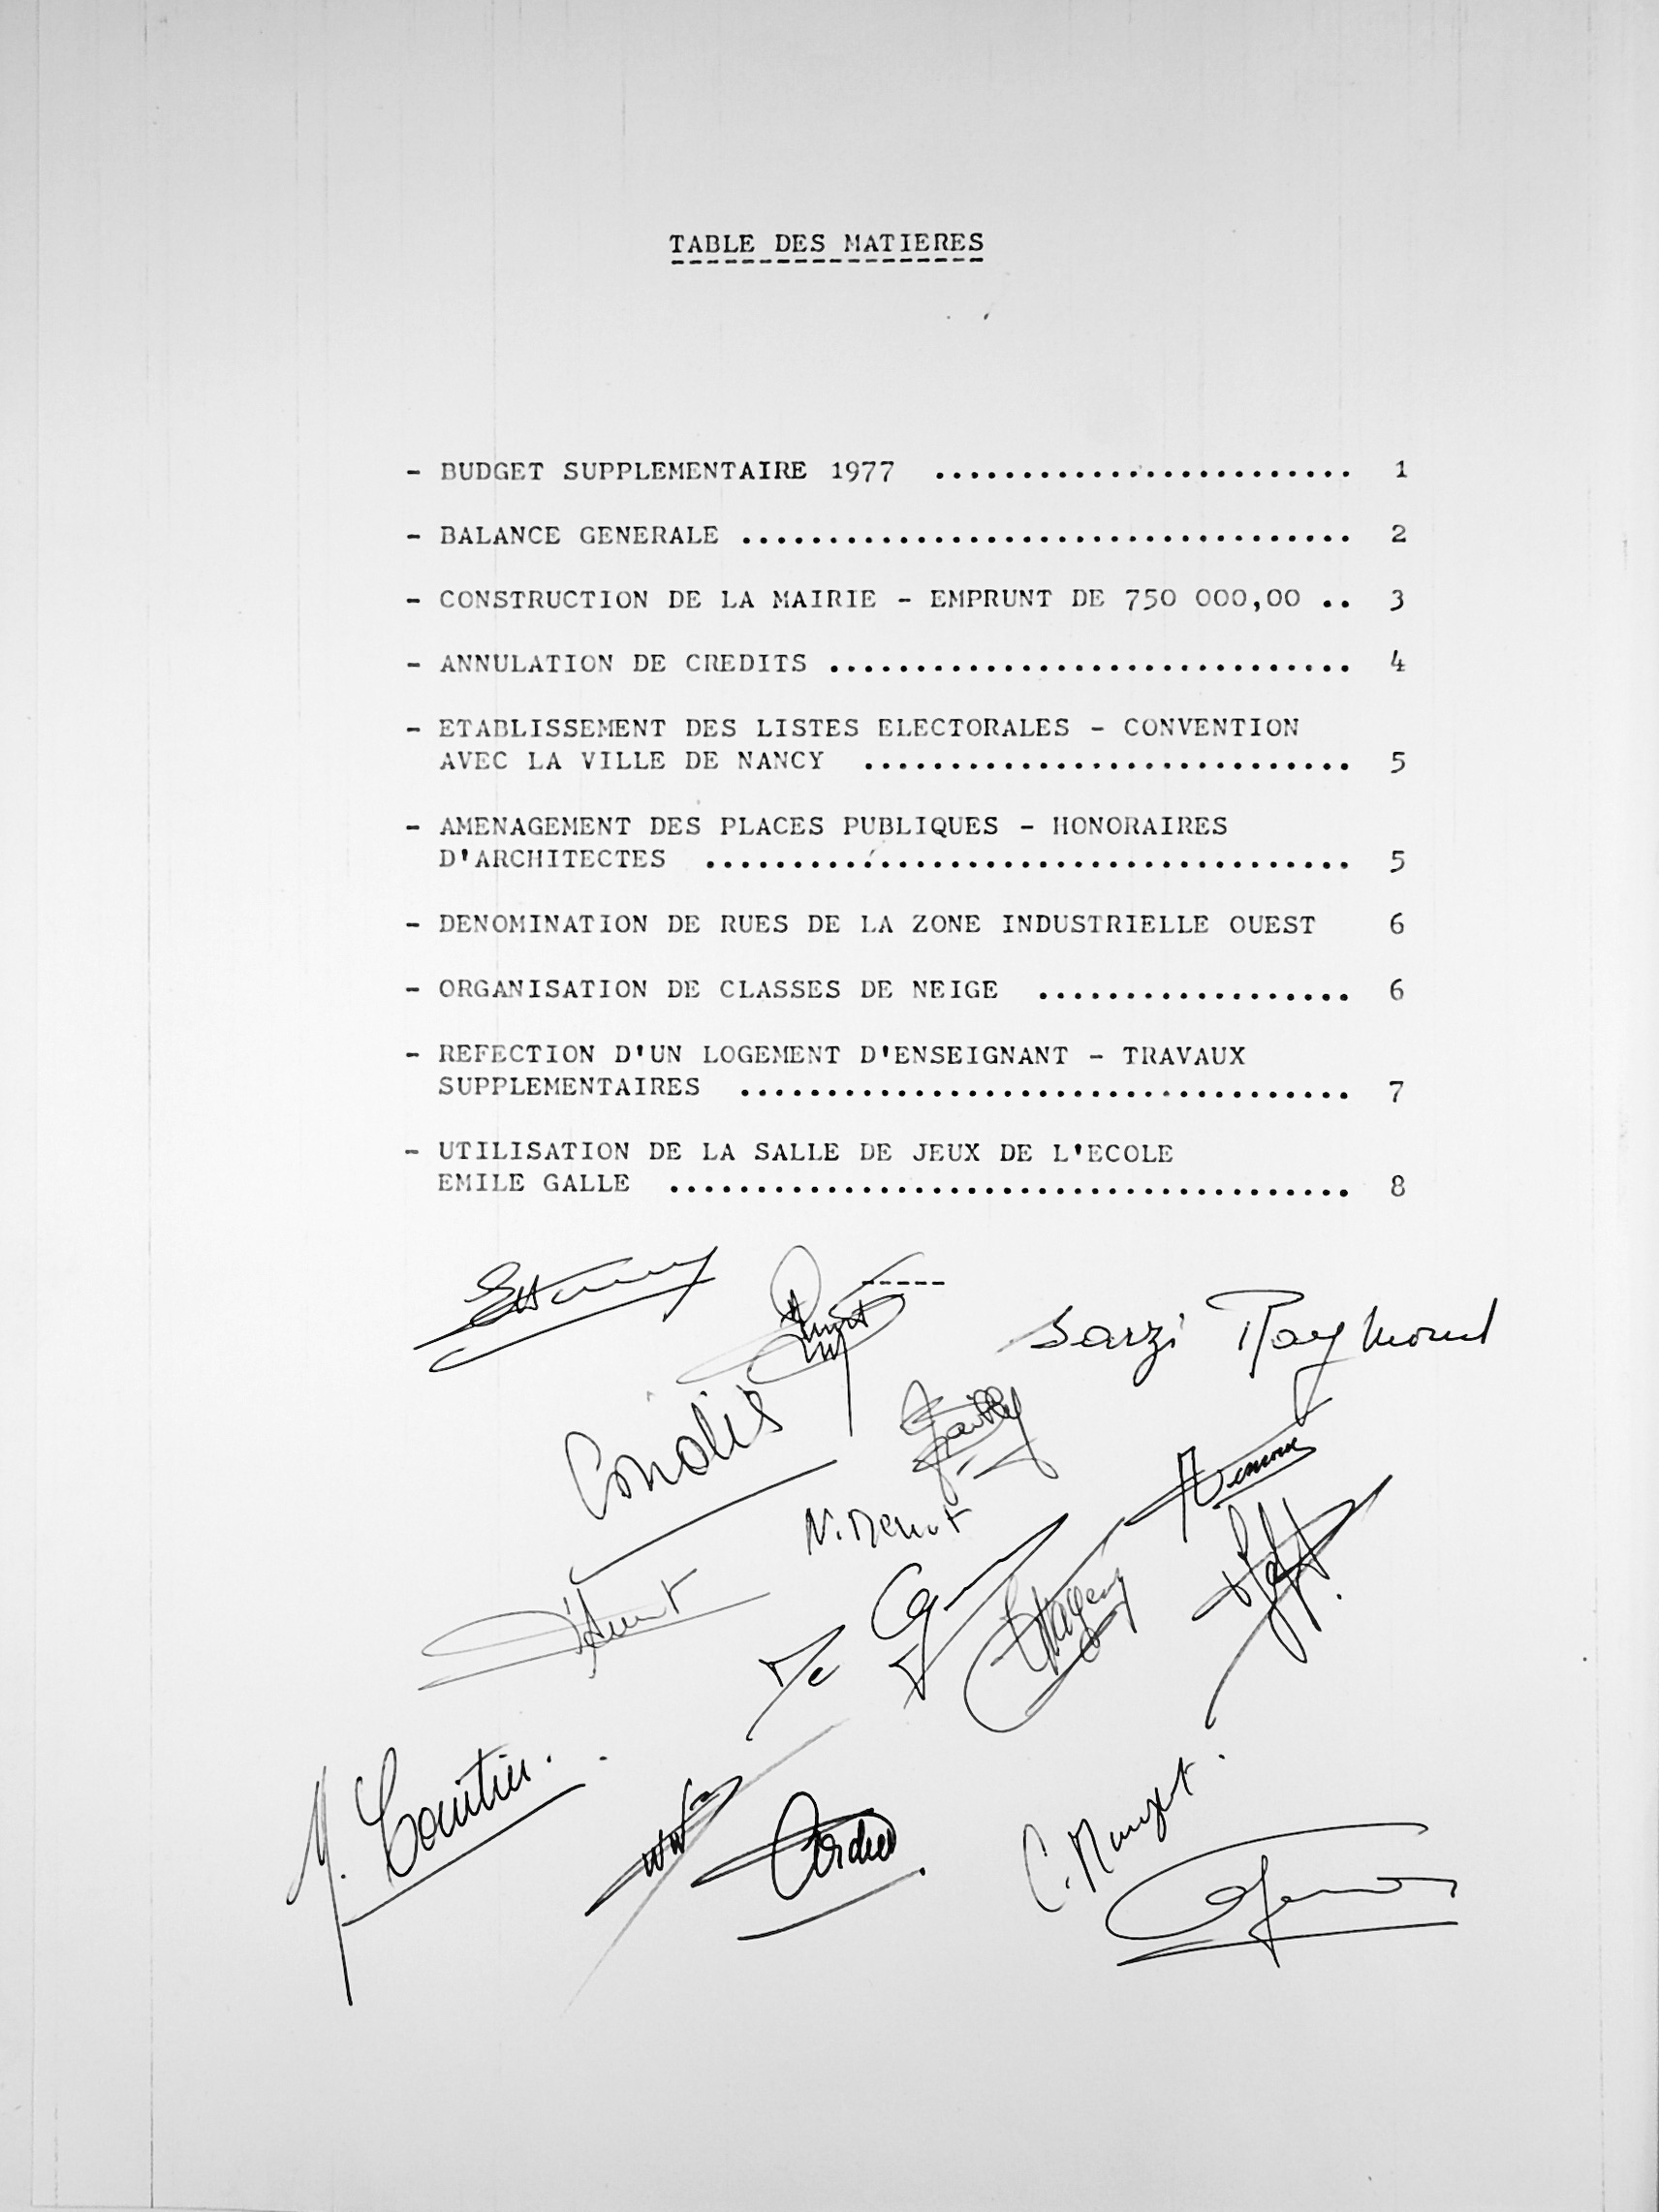 TABLE DES MATIERES
- BUDGET SUPPLEMENTAIRE 1977 ........................ 1
- BALANCE GENERALE ................................... 2
- CONSTRUCTION DE LA MAIRIE - EMPRUNT DE 750 000,00 .. 3
- ANNULATION DE CREDITS .............................. 4
- ETABLISSEMENT DES LISTES ELECTORALES - CONVENTION
AVEC LA VILLE DE NANCY ............................ 5
- AMENAGEMENT DES PLACES PUBLIQUES - HONORAIRES
D'ARCHITECTES ..................................... 5
- DENOMINATION DE RUES DE LA ZONE INDUSTRIELLE OUEST 6
- ORGANISATION DE CLASSES DE NEIGE .................. 6
- REFECTION D'UN LOGEMENT D'ENSEIGNANT - TRAVAUX
SUPPLEMENTAIRES ................................... 7
- UTILISATION DE LA SALLE DE JEUX DE L'ECOLE
EMILE GALLE ....................................... 8
-----
Sarzi Raymond